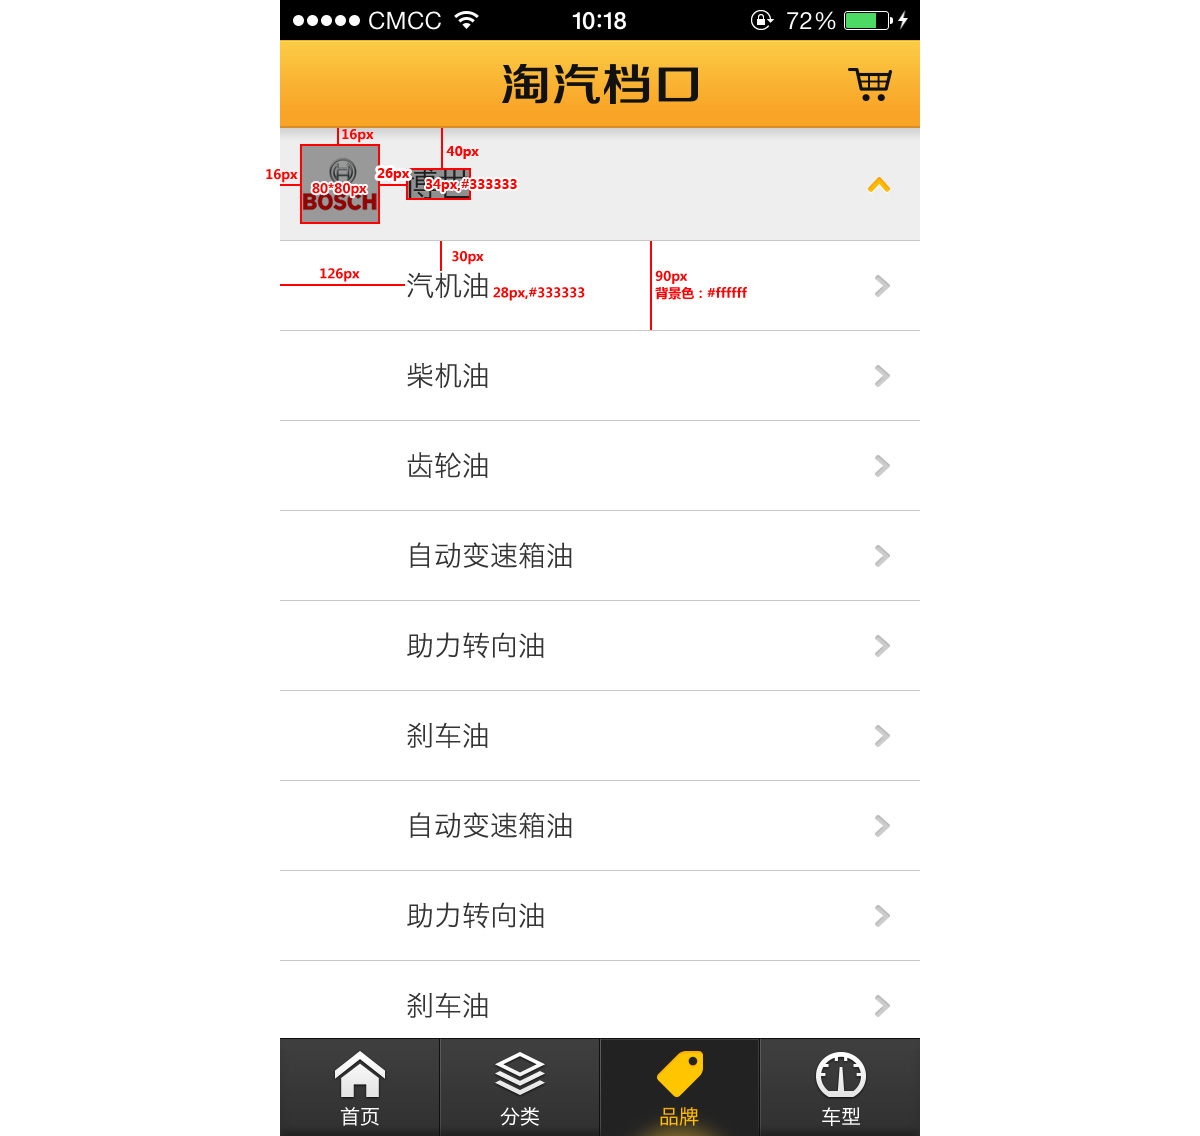 CMCC 10:18 72%
淘汽档口
16px
40px
16px
26px
80*80px
博世
34px,#333333
BOSCH
30px
126px
90px
汽机油
28px,#333333
背景色：#ffffff
柴机油
齿轮油
自动变速箱油
助力转向油
刹车油
自动变速箱油
助力转向油
刹车油
首页 分类 品牌 车型